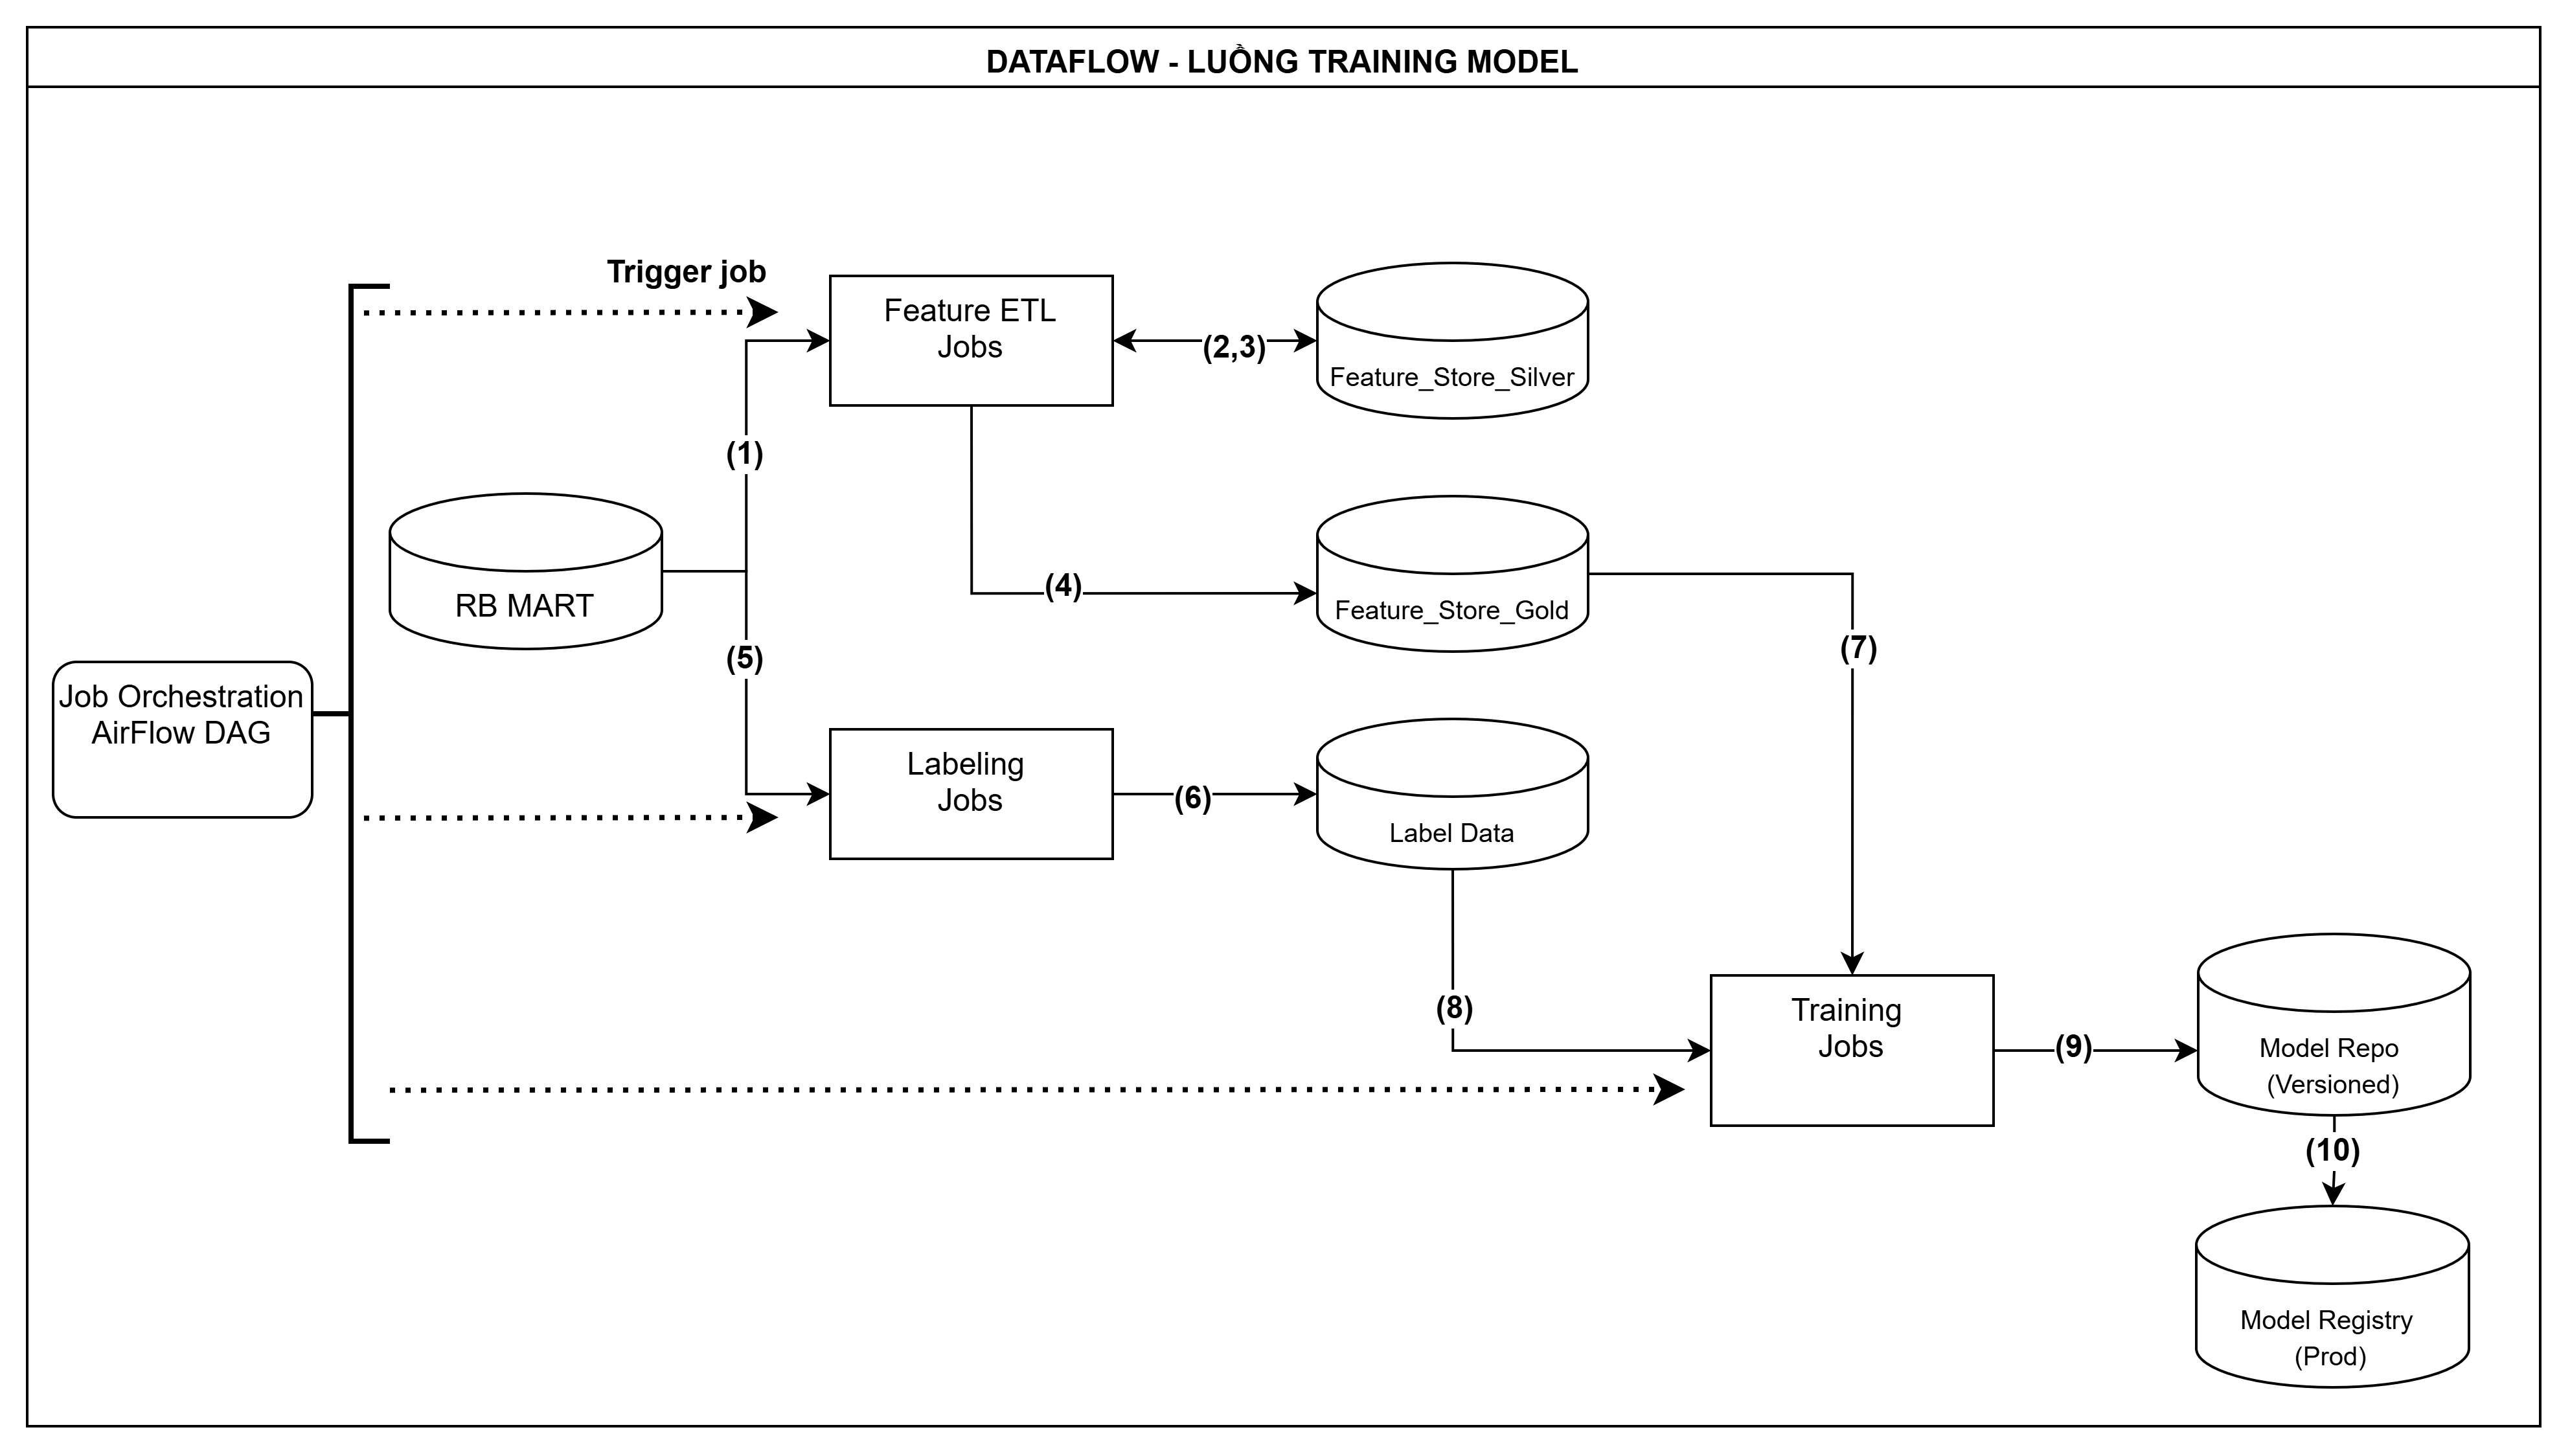 DATAFLOW - LUỒNG TRAINING MODEL
Trigger job
Feature ETL
Jobs
(2,3)
Feature_Store_Silver
(1)
RB MART
(4)
Feature_Store_Gold
(5)
(7)
Job Orchestration
AirFlow DAG
Labeling
Jobs
(6)
Label Data
(8)
Training
Jobs
(9)
Model Repo
(Versioned)
(10)
Model Registry
(Prod)